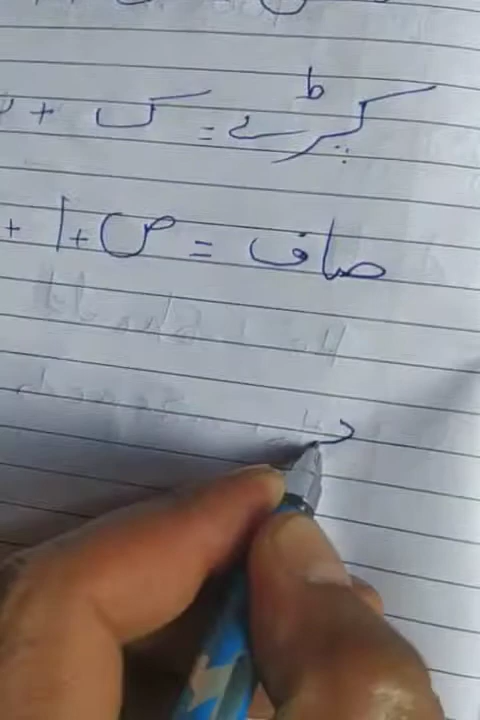 کپڑے = ک +
صاف = ص + ا +